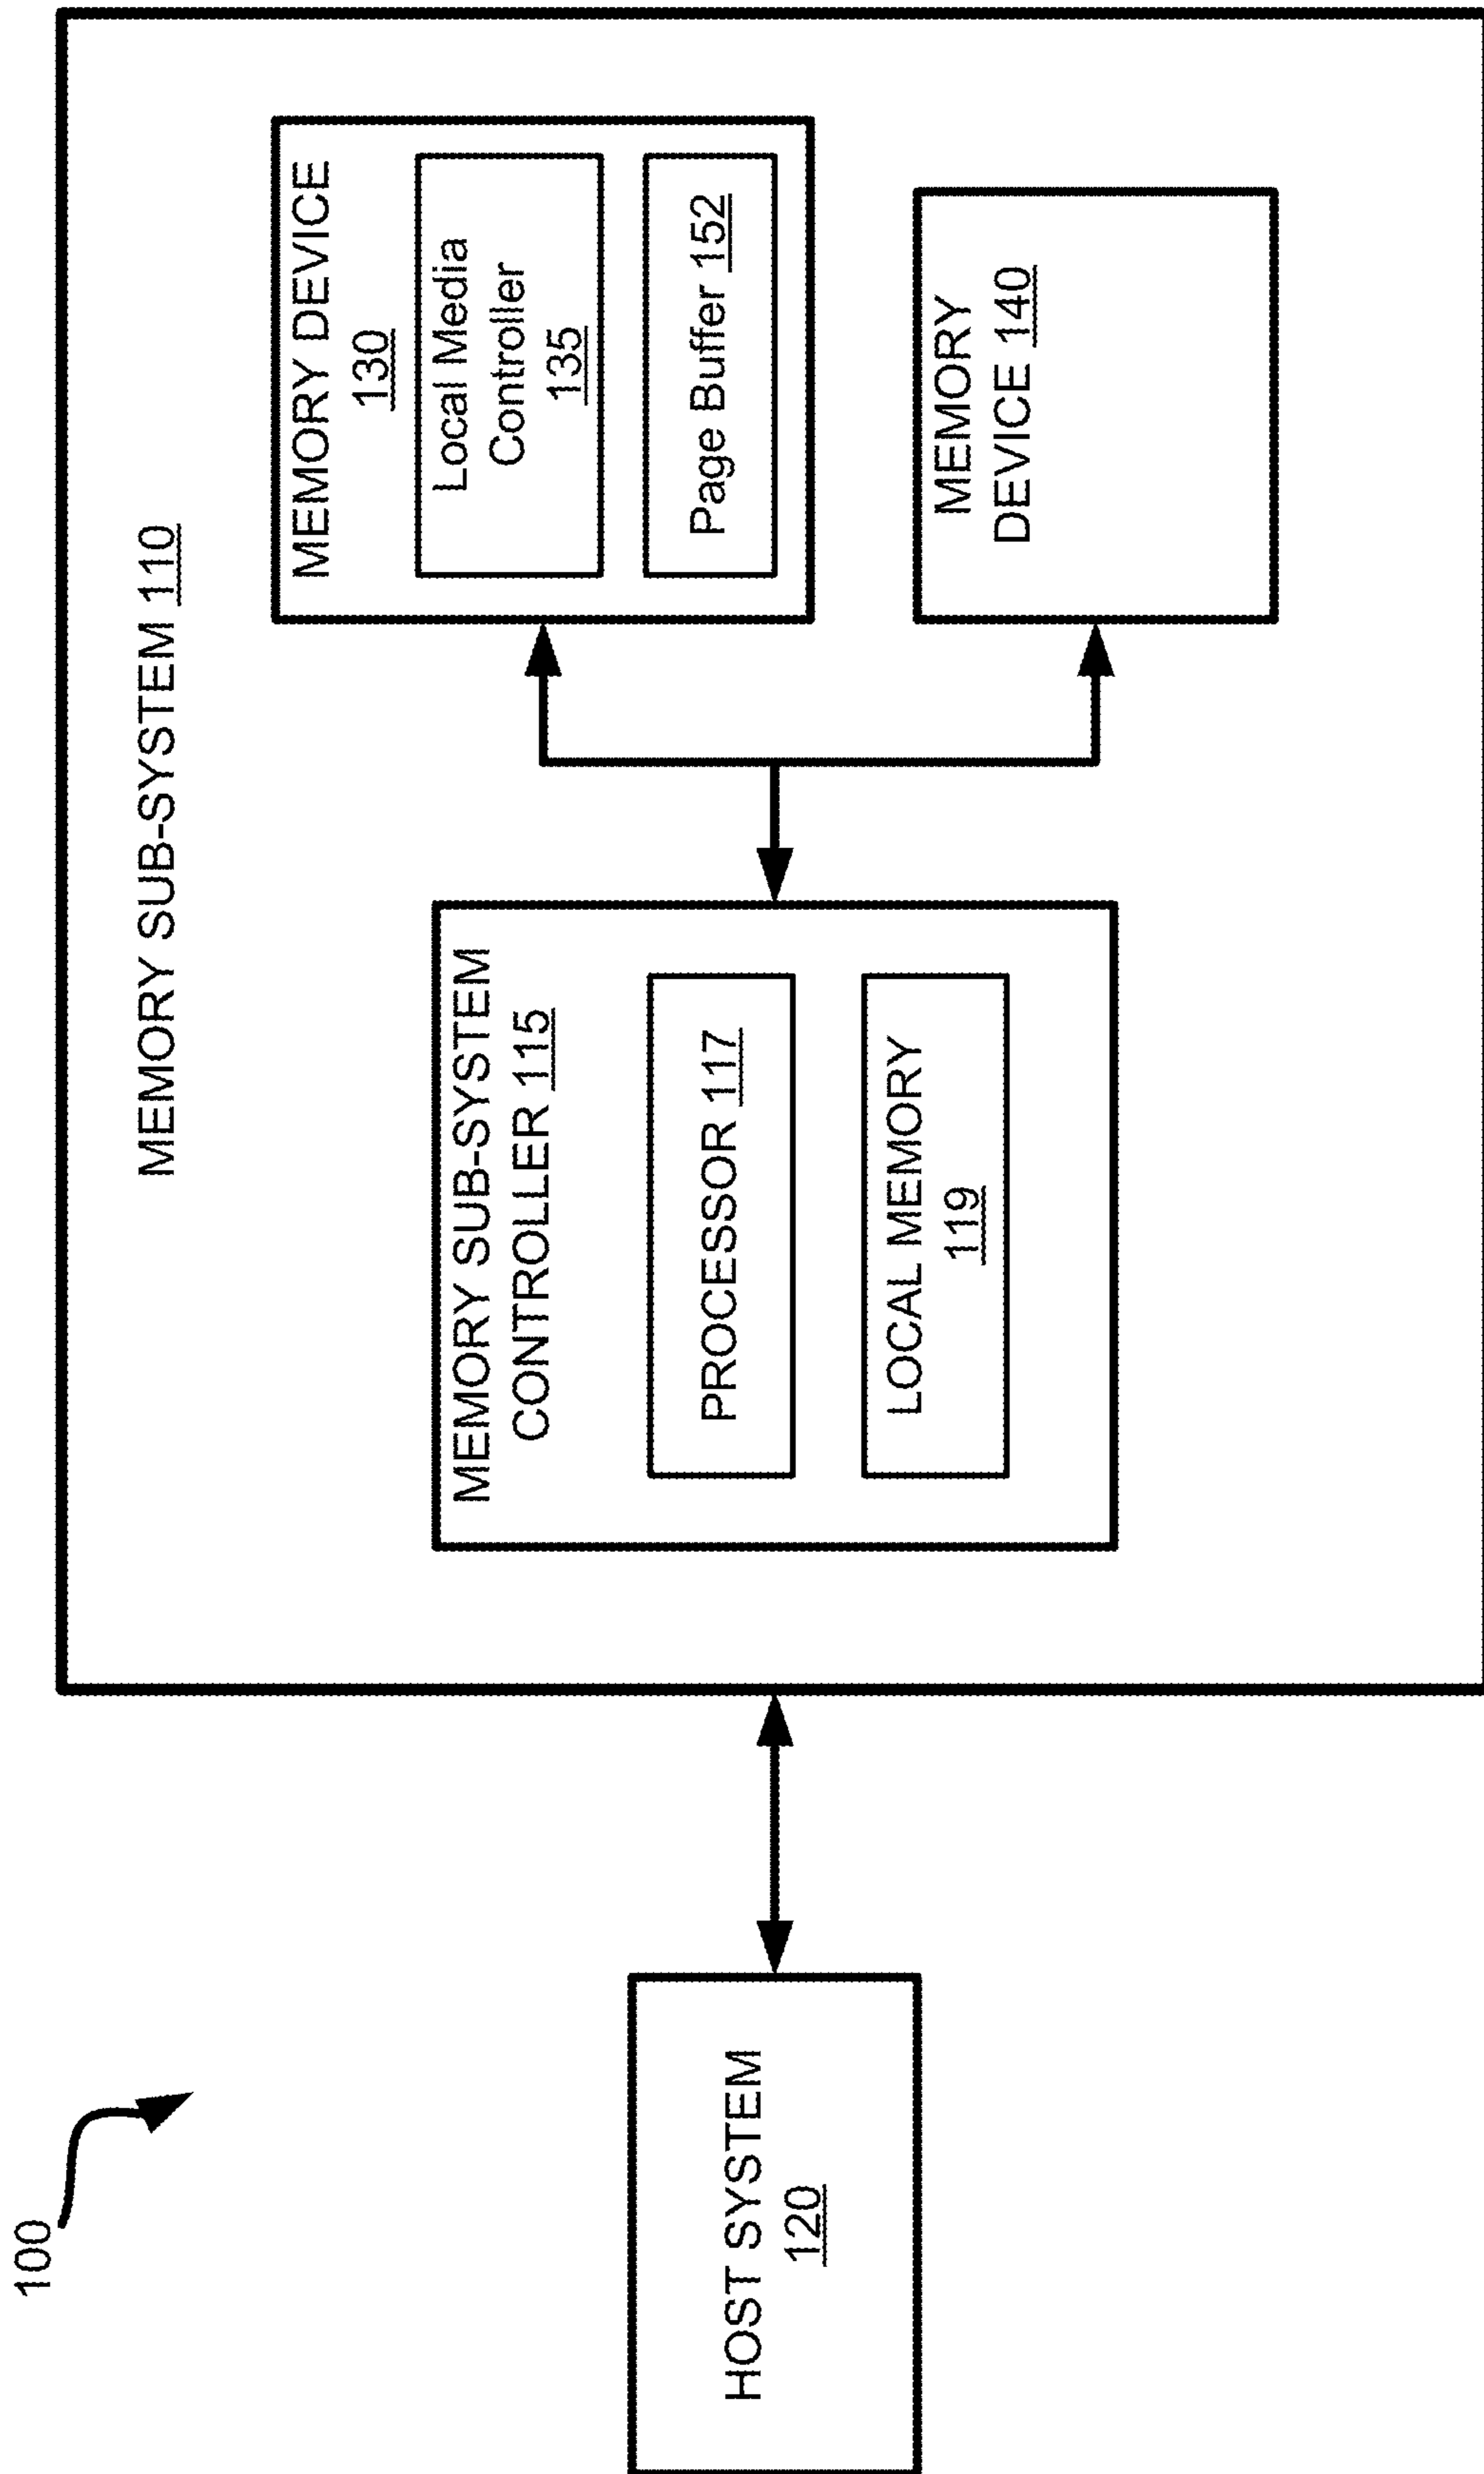 100
MEMORY SUB-SYSTEM 110
HOST SYSTEM
120
MEMORY SUB-SYSTEM
CONTROLLER 115
PROCESSOR 117
LOCAL MEMORY
119
MEMORY DEVICE
130
Local Media
Controller
135
Page Buffer 152
MEMORY
DEVICE 140